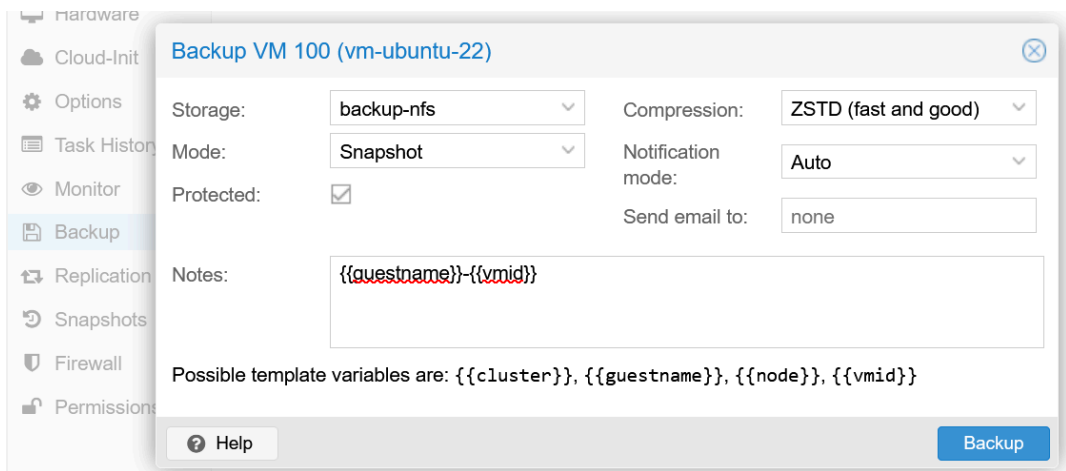 Hardware
Cloud-Init
Options
Task History
Monitor
Backup
Replication
Snapshots
Firewall
Permissions
Backup VM 100 (vm-ubuntu-22)
Storage: backup-nfs
Compression: ZSTD (fast and good)
Mode: Snapshot
Notification mode: Auto
Protected:
Send email to: none
Notes: {{guestname}}-{{vmid}}
Possible template variables are: {{cluster}}, {{guestname}}, {{node}}, {{vmid}}
Help
Backup